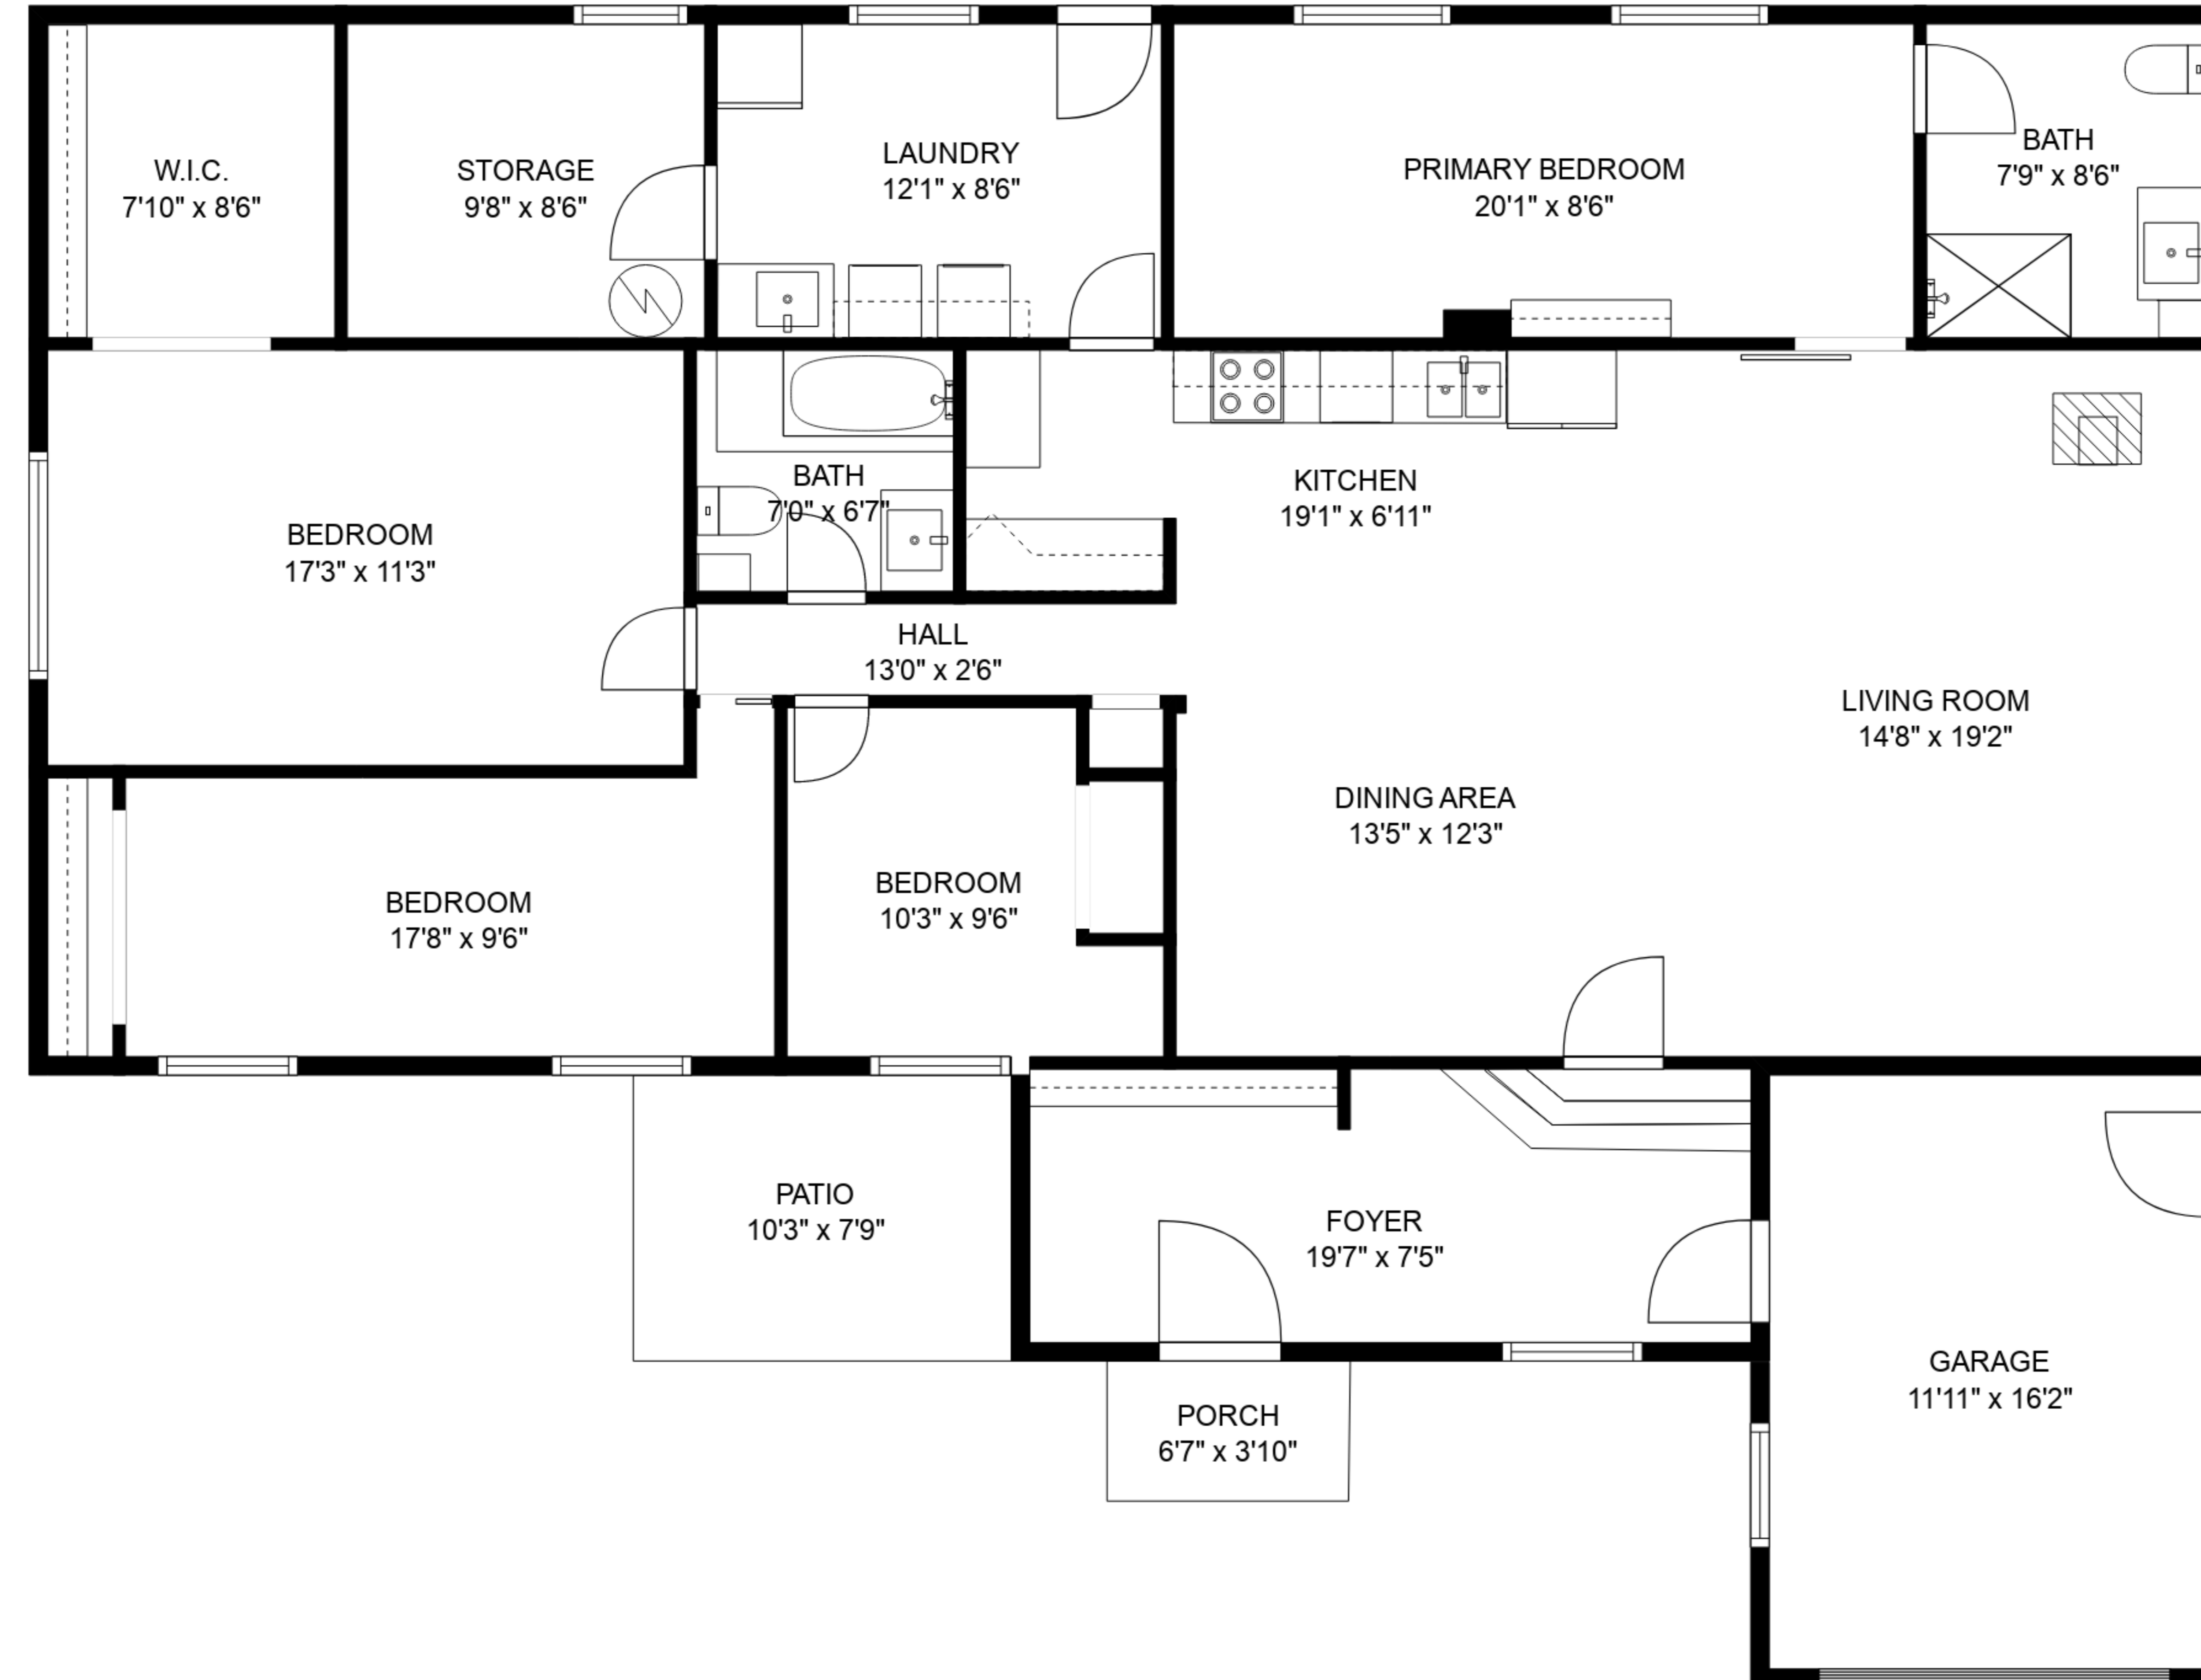 W.I.C.
7'10" x 8'6"
STORAGE
9'8" x 8'6"
LAUNDRY
12'1" x 8'6"
PRIMARY BEDROOM
20'1" x 8'6"
BATH
7'9" x 8'6"
BEDROOM
17'3" x 11'3"
BATH
7'0" x 6'7"
KITCHEN
19'1" x 6'11"
HALL
13'0" x 2'6"
LIVING ROOM
14'8" x 19'2"
DINING AREA
13'5" x 12'3"
BEDROOM
17'8" x 9'6"
BEDROOM
10'3" x 9'6"
PATIO
10'3" x 7'9"
FOYER
19'7" x 7'5"
GARAGE
11'11" x 16'2"
PORCH
6'7" x 3'10"